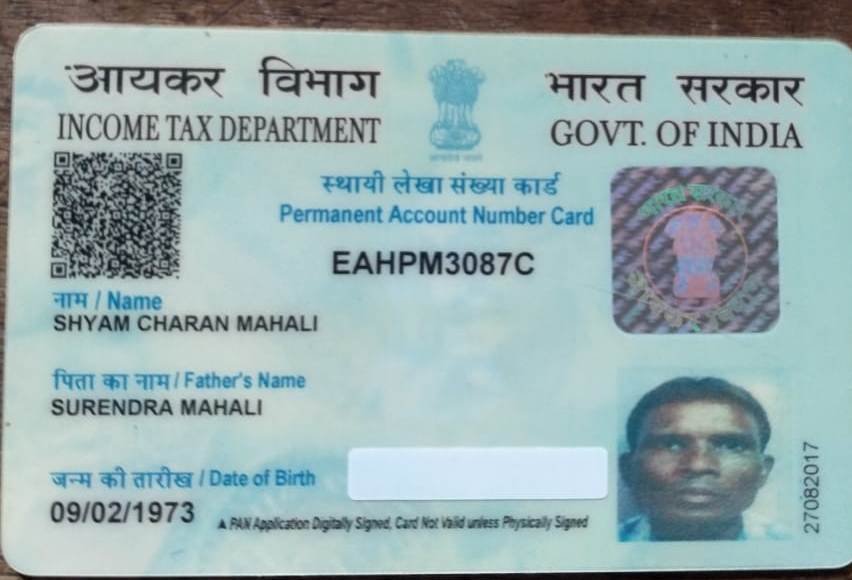 आयकर विभाग
INCOME TAX DEPARTMENT
भारत सरकार
GOVT. OF INDIA
स्थायी लेखा संख्या कार्ड
Permanent Account Number Card
EAHPM3087C
नाम / Name
SHYAM CHARAN MAHALI
पिता का नाम / Father's Name
SURENDRA MAHALI
जन्म की तारीख / Date of Birth
09/02/1973
▲ PAN Application Digitally Signed, Card Not Valid unless Physically Signed
27082017